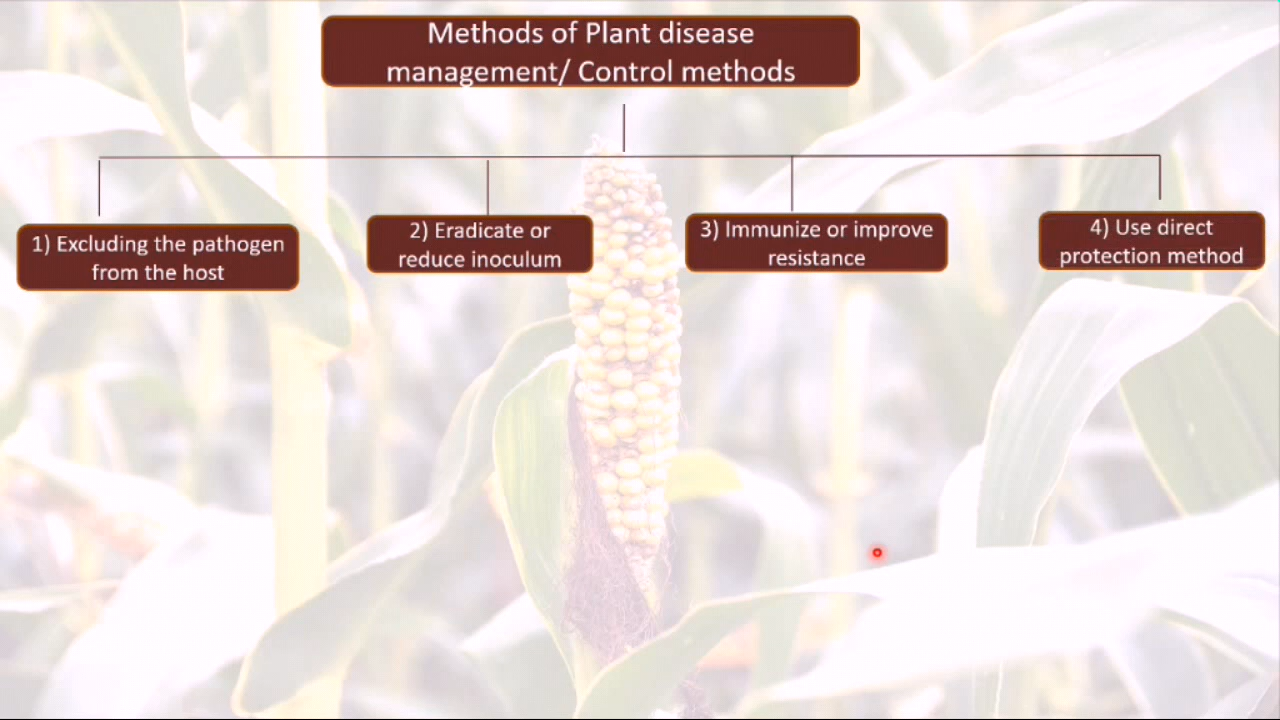 Methods of Plant disease
management/ Control methods
1) Excluding the pathogen
from the host
2) Eradicate or
reduce inoculum
3) Immunize or improve
resistance
4) Use direct
protection method